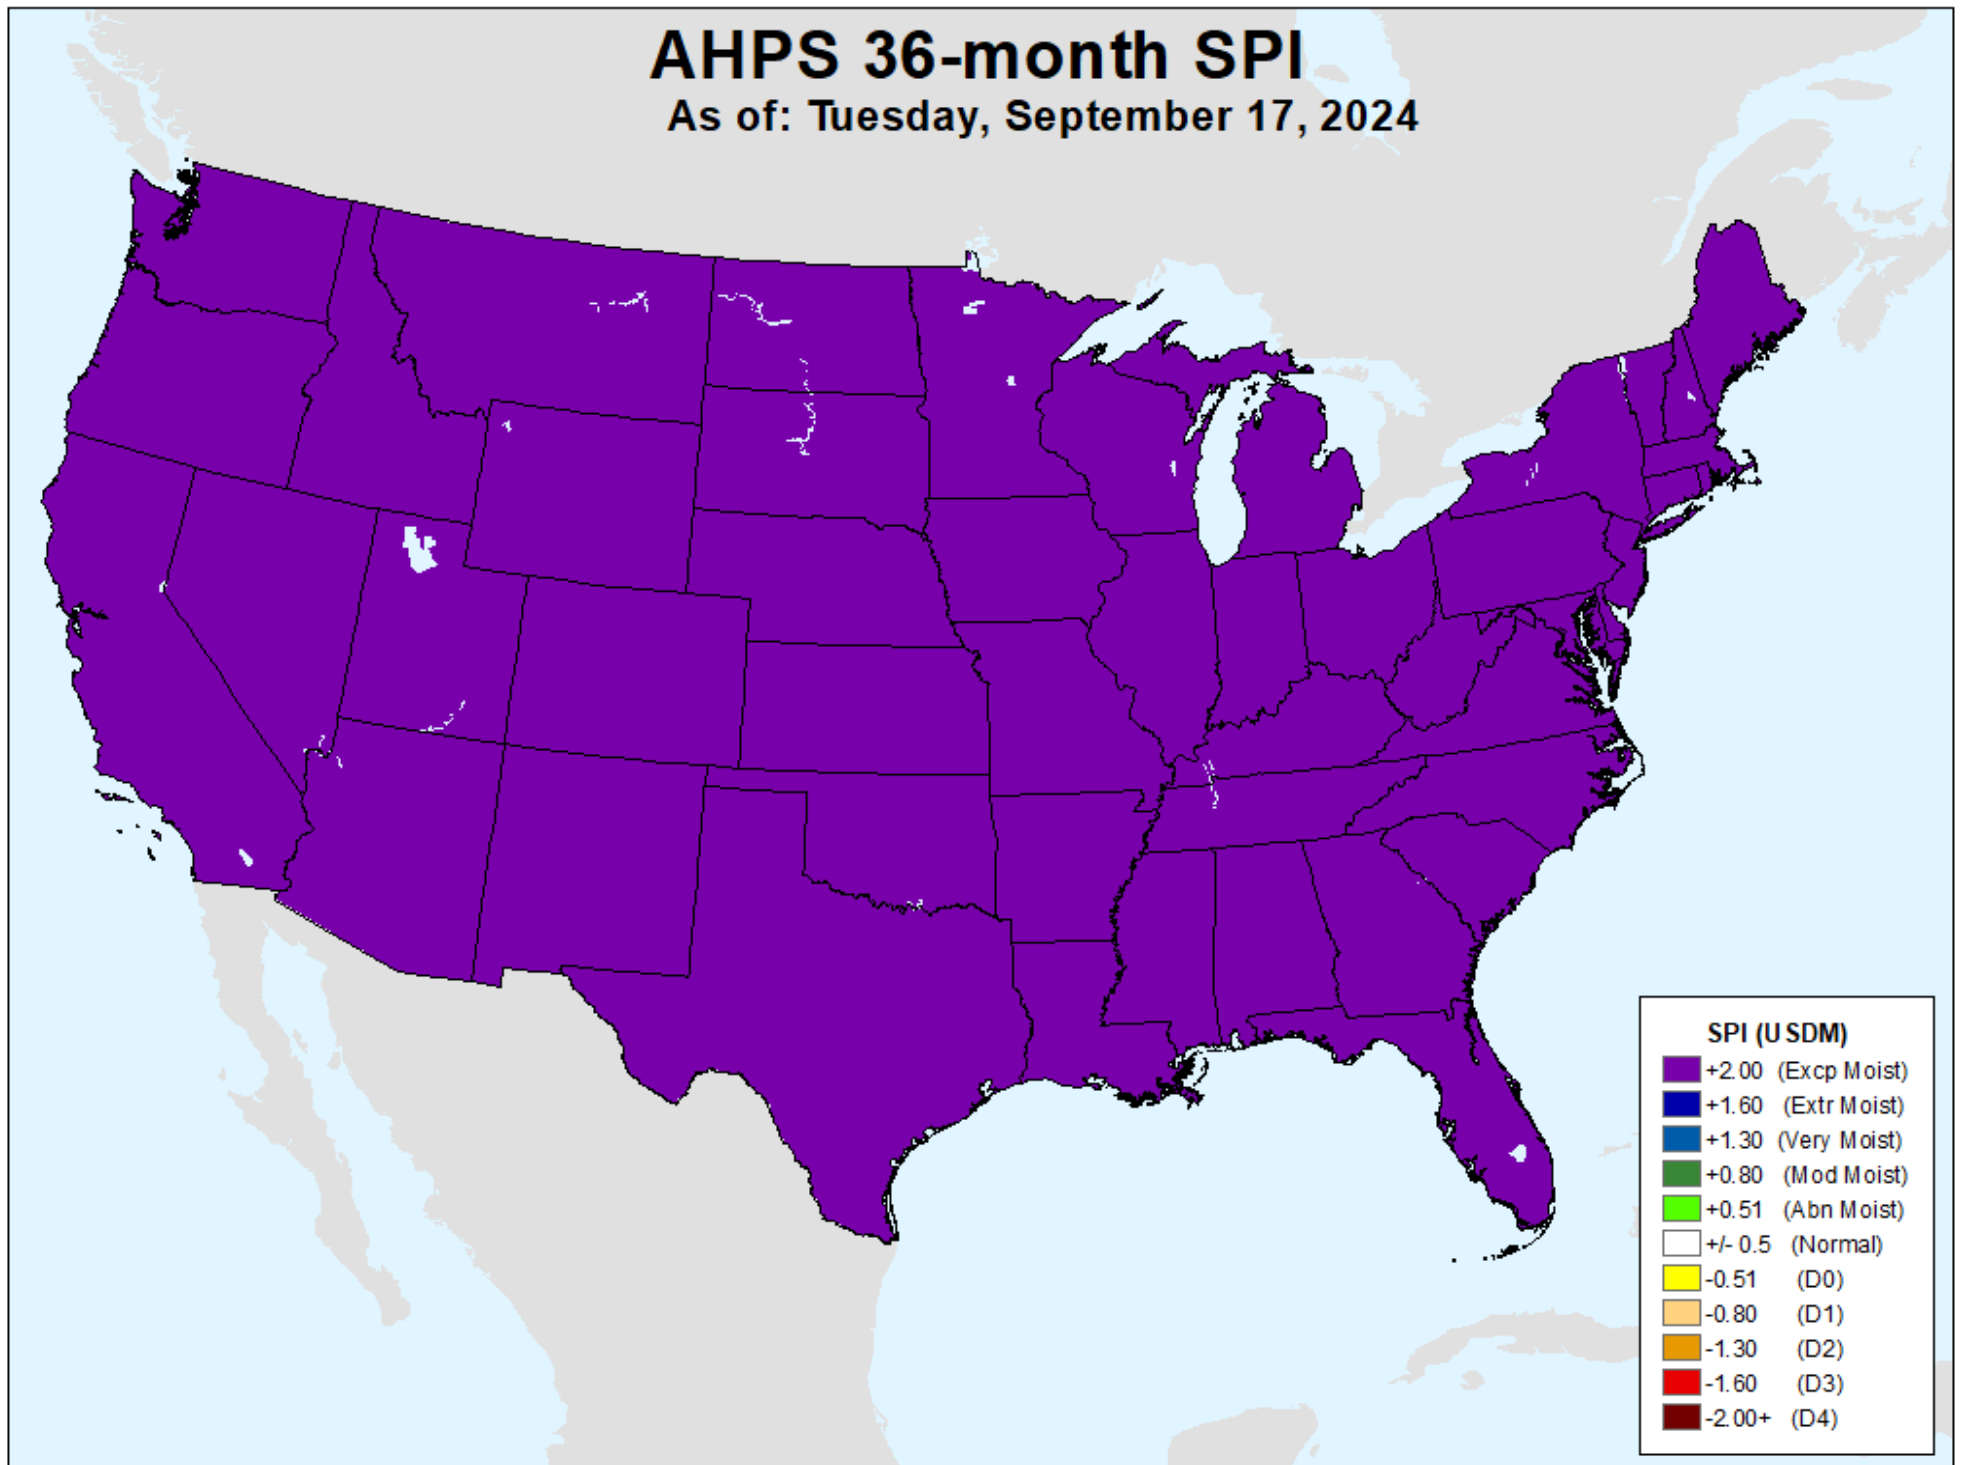 AHPS 36-month SPI
As of: Tuesday, September 17, 2024
SPI (USDM)
+2.00 (Excp Moist)
+1.60 (Extr Moist)
+1.30 (Very Moist)
+0.80 (Mod Moist)
+0.51 (Abn Moist)
+/- 0.5 (Normal)
-0.51 (D0)
-0.80 (D1)
-1.30 (D2)
-1.60 (D3)
-2.00+ (D4)